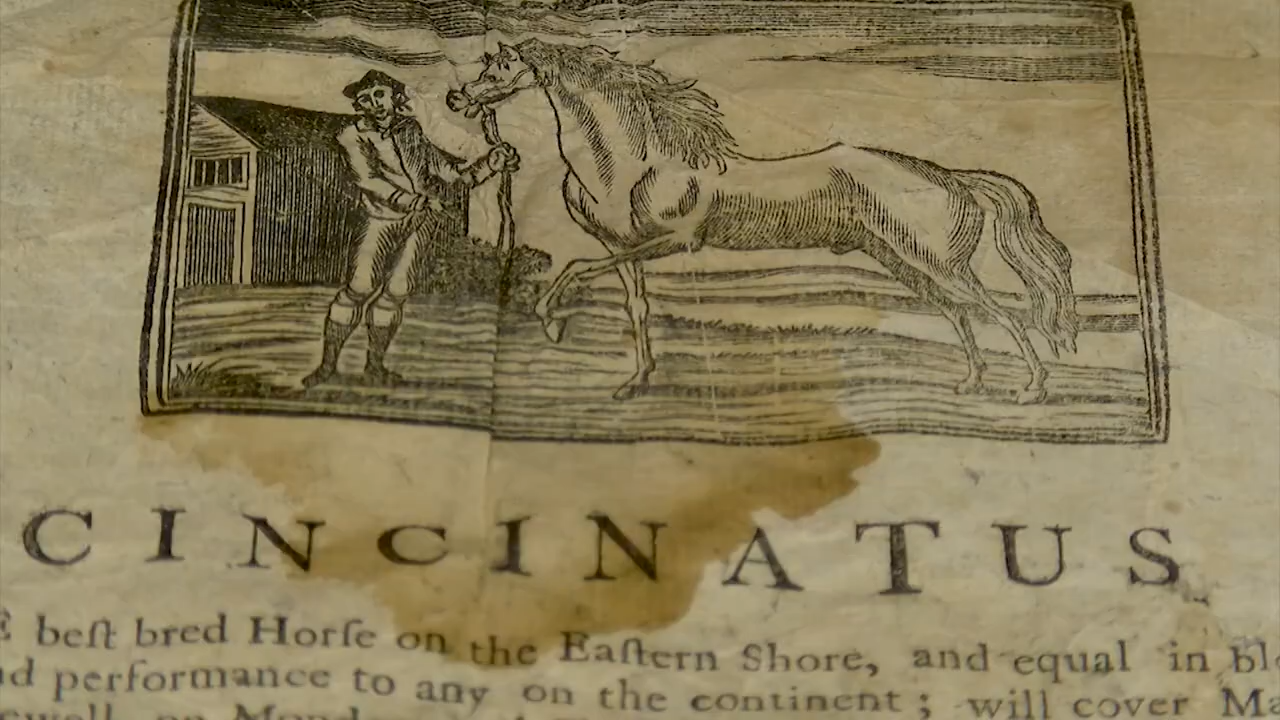 CINCINATUS
beſt bred Horſe on the Eaſtern Shore, and equal in
performance to any on the continent ; will cover
on